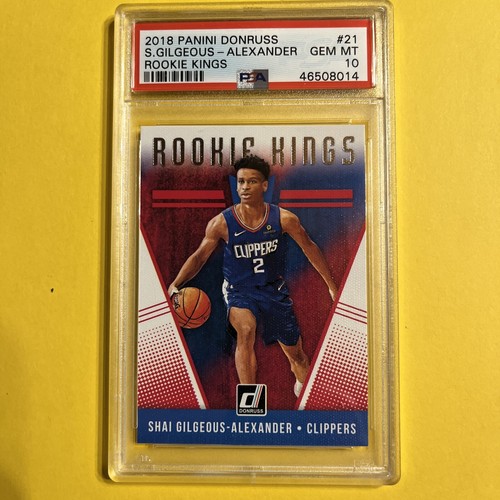 2018 PANINI DONRUSS #21
S.GILGEOUS-ALEXANDER GEM MT
ROOKIE KINGS 10
PSA 46508014
ROOKIE KINGS
CLIPPERS
2
DONRUSS
SHAI GILGEOUS-ALEXANDER • CLIPPERS